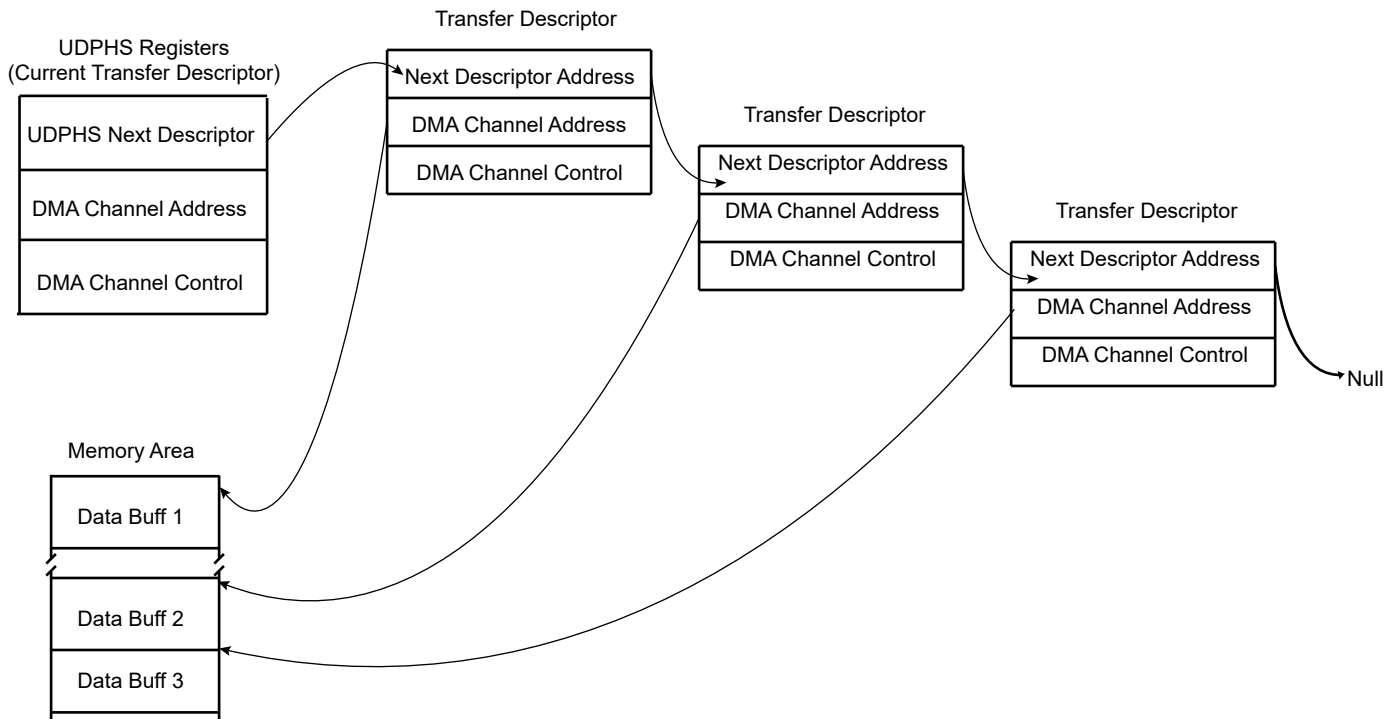 UDPHS Registers
(Current Transfer Descriptor)
UDPHS Next Descriptor
DMA Channel Address
DMA Channel Control
Transfer Descriptor
Next Descriptor Address
DMA Channel Address
DMA Channel Control
Transfer Descriptor
Next Descriptor Address
DMA Channel Address
DMA Channel Control
Transfer Descriptor
Next Descriptor Address
DMA Channel Address
DMA Channel Control
Null
Memory Area
Data Buff 1
Data Buff 2
Data Buff 3